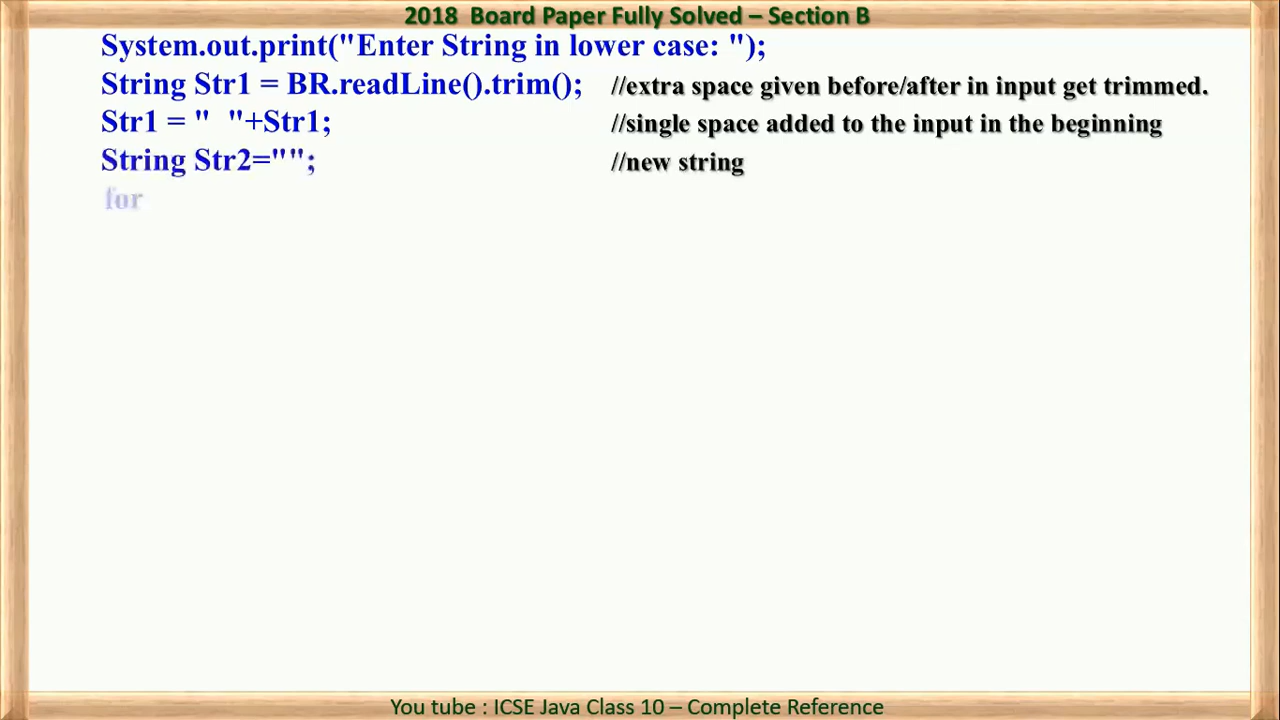 2018 Board Paper Fully Solved – Section B
System.out.print("Enter String in lower case: ");
String Str1 = BR.readLine().trim(); //extra space given before/after in input get trimmed.
Str1 = "  "+Str1; //single space added to the input in the beginning
String Str2=""; //new string
for
You tube : ICSE Java Class 10 – Complete Reference